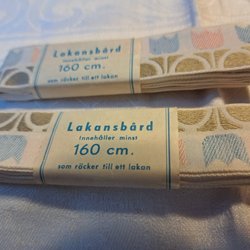 Lakansbård
Innehåller minst
160 cm.
som räcker till ett lakan
Lakansbård
Innehåller minst
160 cm.
som räcker till ett lakan